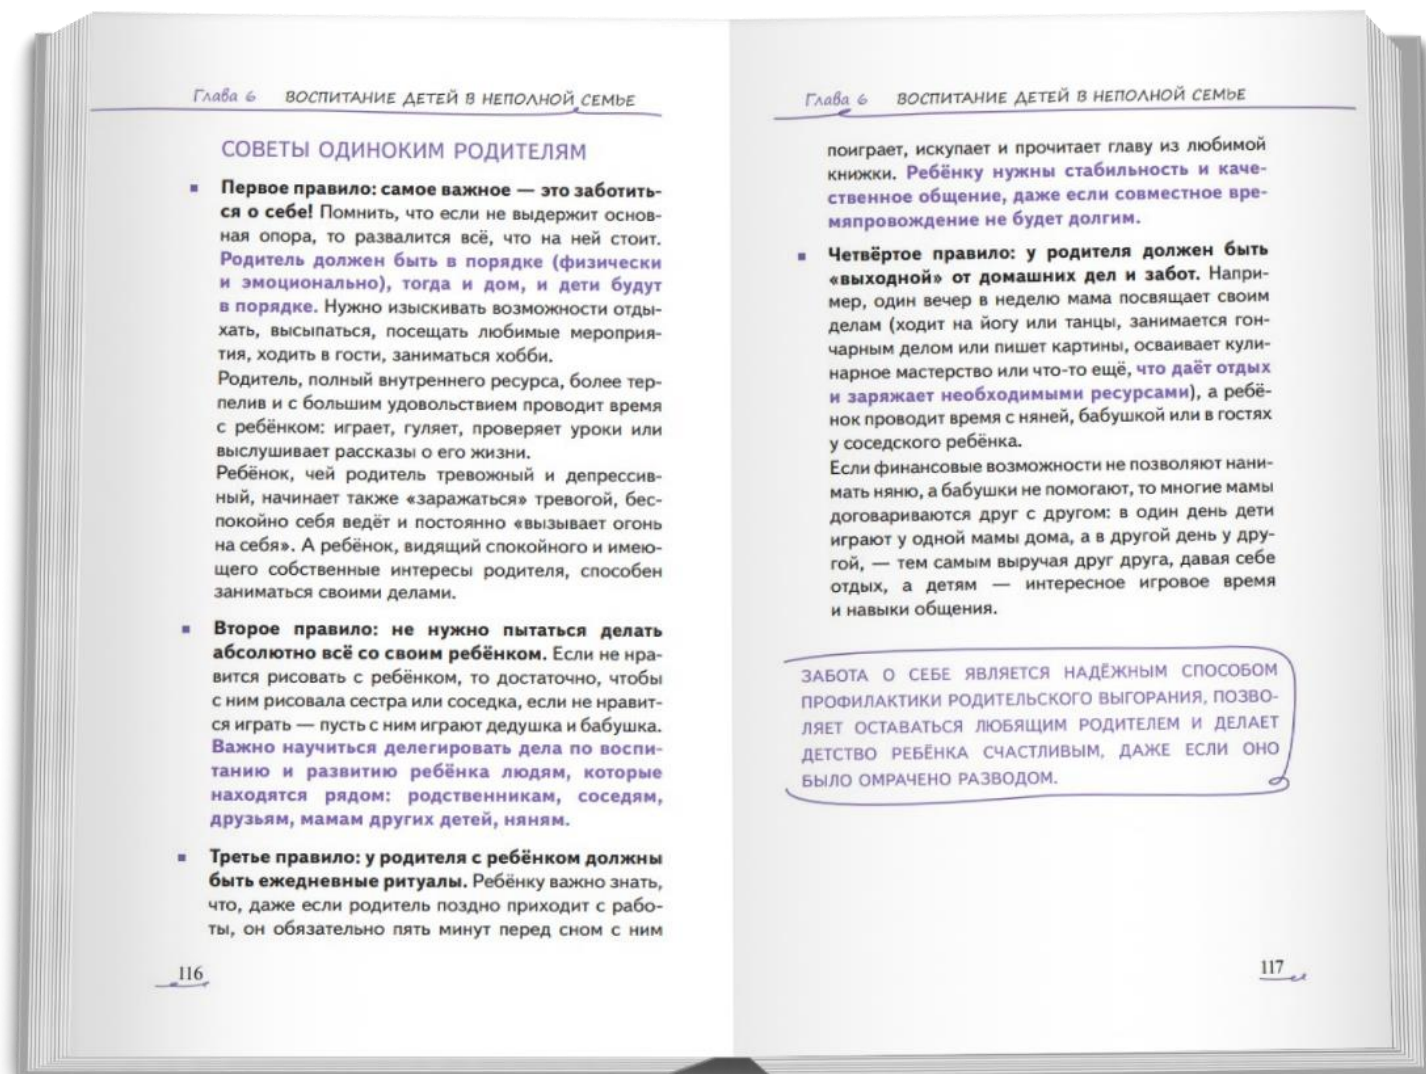 Глава 6 ВОСПИТАНИЕ ДЕТЕЙ В НЕПОЛНОЙ СЕМЬЕ
СОВЕТЫ ОДИНОКИМ РОДИТЕЛЯМ
▪ Первое правило: самое важное — это заботить-
ся о себе! Помнить, что если не выдержит основ-
ная опора, то развалится всё, что на ней стоит.
Родитель должен быть в порядке (физически
и эмоционально), тогда и дом, и дети будут
в порядке. Нужно изыскивать возможности отды-
хать, высыпаться, посещать любимые мероприя-
тия, ходить в гости, заниматься хобби.
Родитель, полный внутреннего ресурса, более тер-
пелив и с большим удовольствием проводит время
с ребёнком: играет, гуляет, проверяет уроки или
выслушивает рассказы о его жизни.
Ребёнок, чей родитель тревожный и депрессив-
ный, начинает также «заражаться» тревогой, бес-
покойно себя ведёт и постоянно «вызывает огонь
на себя». А ребёнок, видящий спокойного и имею-
щего собственные интересы родителя, способен
заниматься своими делами.
▪ Второе правило: не нужно пытаться делать
абсолютно всё со своим ребёнком. Если не нра-
вится рисовать с ребёнком, то достаточно, чтобы
с ним рисовала сестра или соседка, если не нравит-
ся играть — пусть с ним играют дедушка и бабушка.
Важно научиться делегировать дела по воспи-
танию и развитию ребёнка людям, которые
находятся рядом: родственникам, соседям,
друзьям, мамам других детей, няням.
▪ Третье правило: у родителя с ребёнком должны
быть ежедневные ритуалы. Ребёнку важно знать,
что, даже если родитель поздно приходит с рабо-
ты, он обязательно пять минут перед сном с ним
116
Глава 6 ВОСПИТАНИЕ ДЕТЕЙ В НЕПОЛНОЙ СЕМЬЕ
поиграет, искупает и прочитает главу из любимой
книжки. Ребёнку нужны стабильность и каче-
ственное общение, даже если совместное вре-
мяпровождение не будет долгим.
▪ Четвёртое правило: у родителя должен быть
«выходной» от домашних дел и забот. Напри-
мер, один вечер в неделю мама посвящает своим
делам (ходит на йогу или танцы, занимается гон-
чарным делом или пишет картины, осваивает кули-
нарное мастерство или что-то ещё, что даёт отдых
и заряжает необходимыми ресурсами), а ребё-
нок проводит время с няней, бабушкой или в гостях
у соседского ребёнка.
Если финансовые возможности не позволяют нани-
мать няню, а бабушки не помогают, то многие мамы
договариваются друг с другом: в один день дети
играют у одной мамы дома, а в другой день у дру-
гой, — тем самым выручая друг друга, давая себе
отдых, а детям — интересное игровое время
и навыки общения.
ЗАБОТА О СЕБЕ ЯВЛЯЕТСЯ НАДЁЖНЫМ СПОСОБОМ
ПРОФИЛАКТИКИ РОДИТЕЛЬСКОГО ВЫГОРАНИЯ, ПОЗВО-
ЛЯЕТ ОСТАВАТЬСЯ ЛЮБЯЩИМ РОДИТЕЛЕМ И ДЕЛАЕТ
ДЕТСТВО РЕБЁНКА СЧАСТЛИВЫМ, ДАЖЕ ЕСЛИ ОНО
БЫЛО ОМРАЧЕНО РАЗВОДОМ.
117